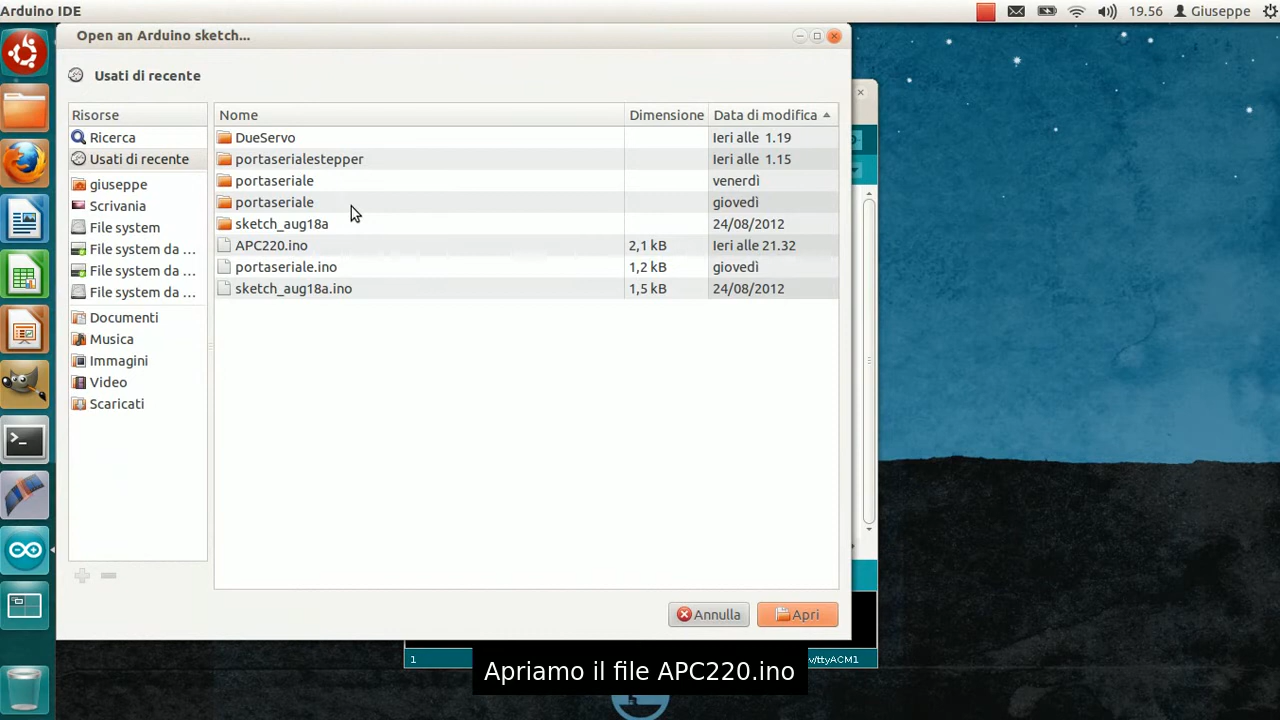 Arduino IDE
19.56 Giuseppe
Open an Arduino sketch...
Usati di recente
Risorse
Ricerca
Usati di recente
giuseppe
Scrivania
File system
File system da ...
File system da ...
File system da ...
Documenti
Musica
Immagini
Video
Scaricati
Nome Dimensione Data di modifica
DueServo Ieri alle 1.19
portaserialestepper Ieri alle 1.15
portaseriale venerdì
portaseriale giovedì
sketch_aug18a 24/08/2012
APC220.ino 2,1 kB Ieri alle 21.32
portaseriale.ino 1,2 kB giovedì
sketch_aug18a.ino 1,5 kB 24/08/2012
Annulla Apri
1 v/ttyACM1
Apriamo il file APC220.ino